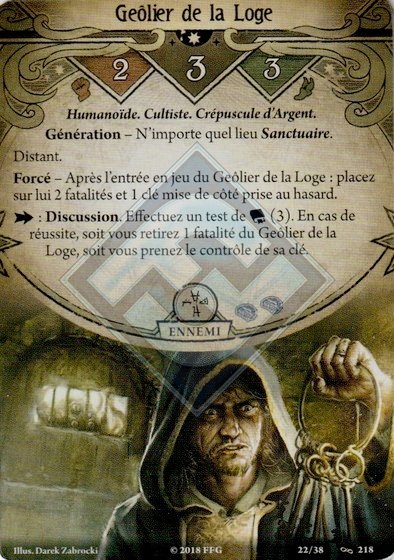 Geôlier de la Loge
2 3 3
Humanoïde. Cultiste. Crépuscule d'Argent.
Génération – N'importe quel lieu Sanctuaire.
Distant.
Forcé – Après l'entrée en jeu du Geôlier de la Loge : placez
sur lui 2 fatalités et 1 clé mise de côté prise au hasard.
: Discussion. Effectuez un test de (3). En cas de
réussite, soit vous retirez 1 fatalité du Geôlier de la
Loge, soit vous prenez le contrôle de sa clé.
ENNEMI
Illus. Darek Zabrocki © 2018 FFG 22/38 218